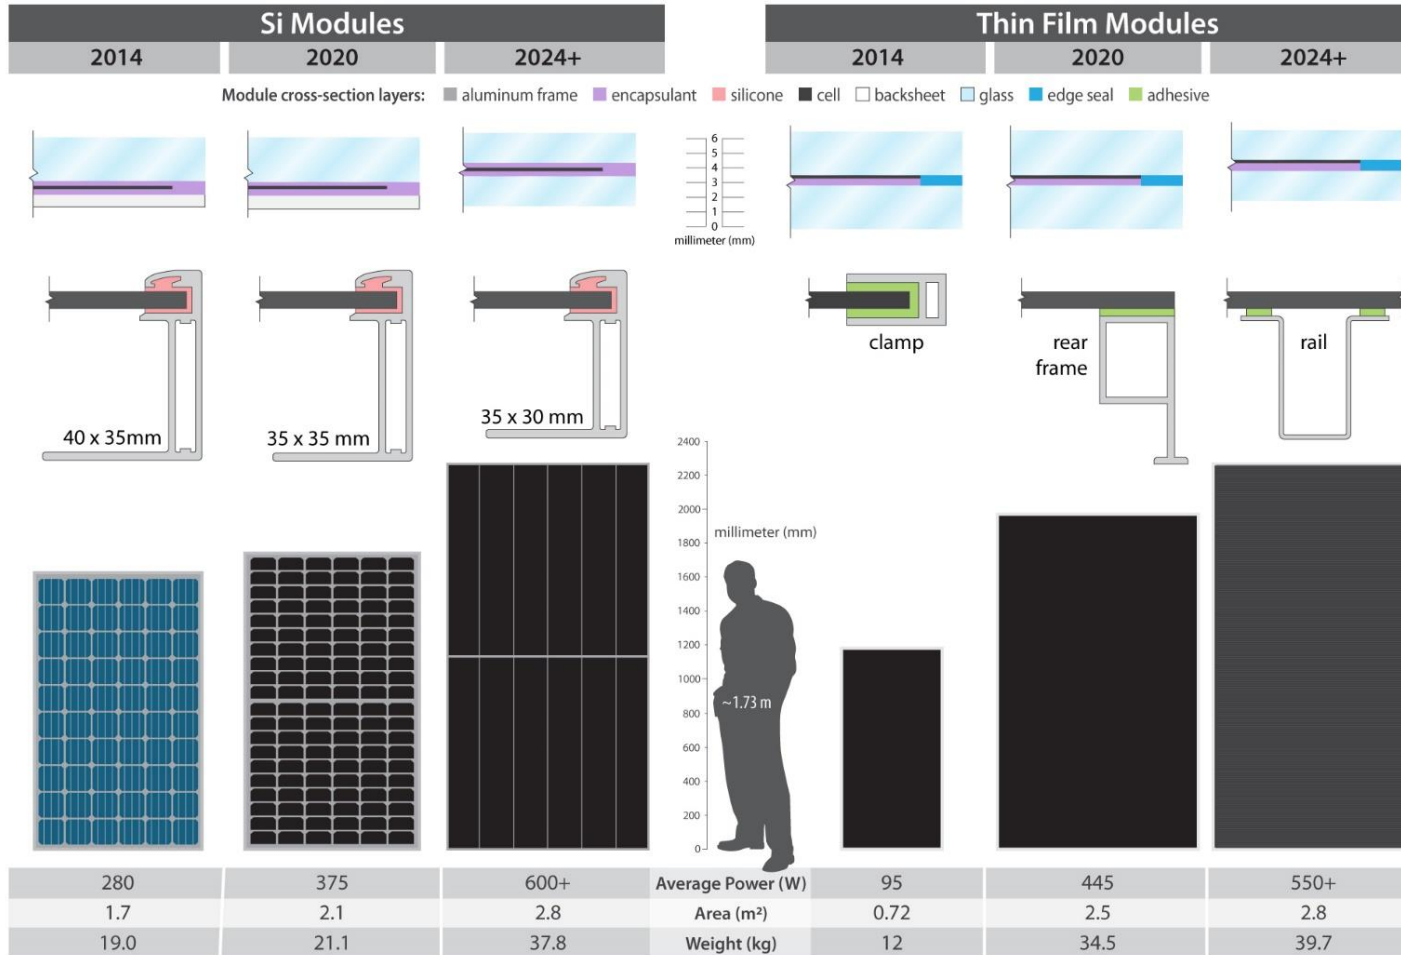 Si Modules
Thin Film Modules
2014 2020 2024+ 2014 2020 2024+
Module cross-section layers: aluminum frame encapsulant silicone cell backsheet glass edge seal adhesive
6
5
4
3
2
1
0
millimeter (mm)
clamp
rear
frame
rail
40 x 35mm
35 x 35 mm
35 x 30 mm
2400
2200
2000
1800
1600
1400
1200
1000
800
600
400
200
0
millimeter (mm)
~1.73 m
280 375 600+ Average Power (W) 95 445 550+
1.7 2.1 2.8 Area (m²) 0.72 2.5 2.8
19.0 21.1 37.8 Weight (kg) 12 34.5 39.7